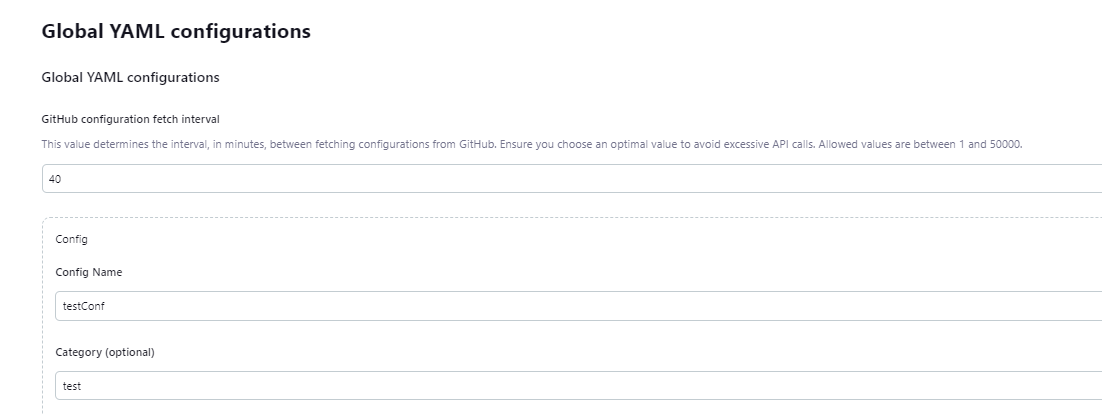 Global YAML configurations
Global YAML configurations
GitHub configuration fetch interval
This value determines the interval, in minutes, between fetching configurations from GitHub. Ensure you choose an optimal value to avoid excessive API calls. Allowed values are between 1 and 50000.
40
Config
Config Name
testConf
Category (optional)
test